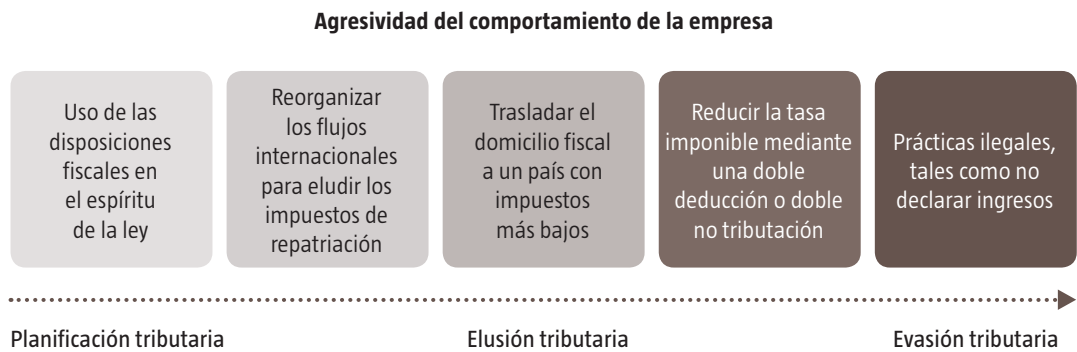 Agresividad del comportamiento de la empresa
Uso de las
disposiciones
fiscales en
el espíritu
de la ley
Reorganizar
los flujos
internacionales
para eludir los
impuestos de
repatriación
Trasladar el
domicilio fiscal
a un país con
impuestos
más bajos
Reducir la tasa
imponible mediante
una doble
deducción o doble
no tributación
Prácticas ilegales,
tales como no
declarar ingresos
Planificación tributaria
Elusión tributaria
Evasión tributaria